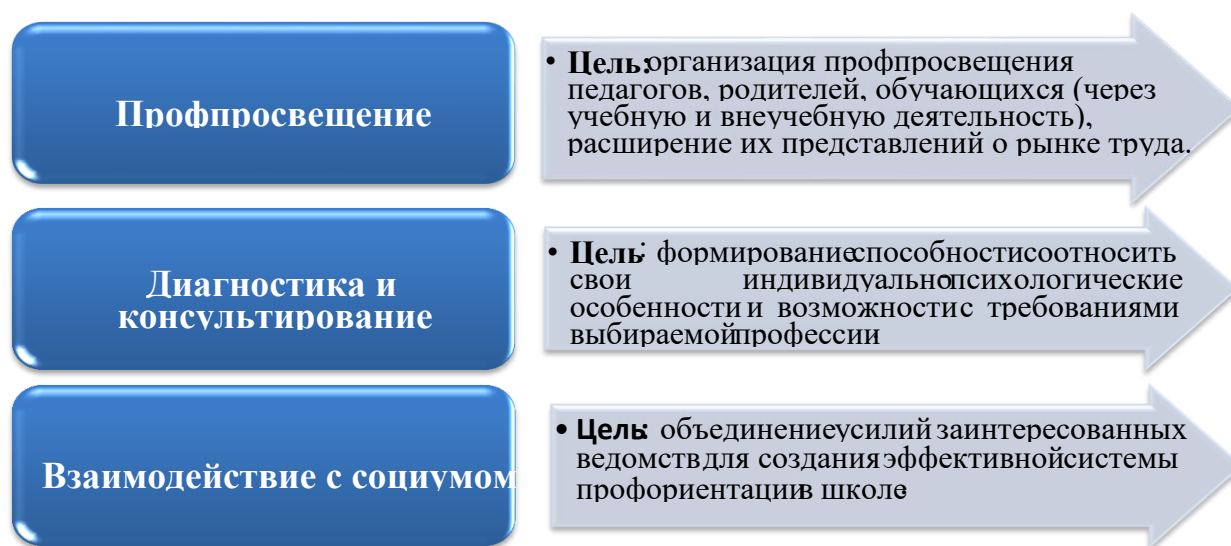 Профпросвещение
• Цель: организация профпросвещения
педагогов, родителей, обучающихся (через
учебную и внеучебную деятельность),
расширение их представлений о рынке труда.
Диагностика и
консультирование
• Цель: формирование способности соотносить
свои индивидуально-психологические
особенности и возможности с требованиями
выбираемой профессии
Взаимодействие с социумом
• Цель: объединение усилий заинтересованных
ведомств для создания эффективной системы
профориентации в школе